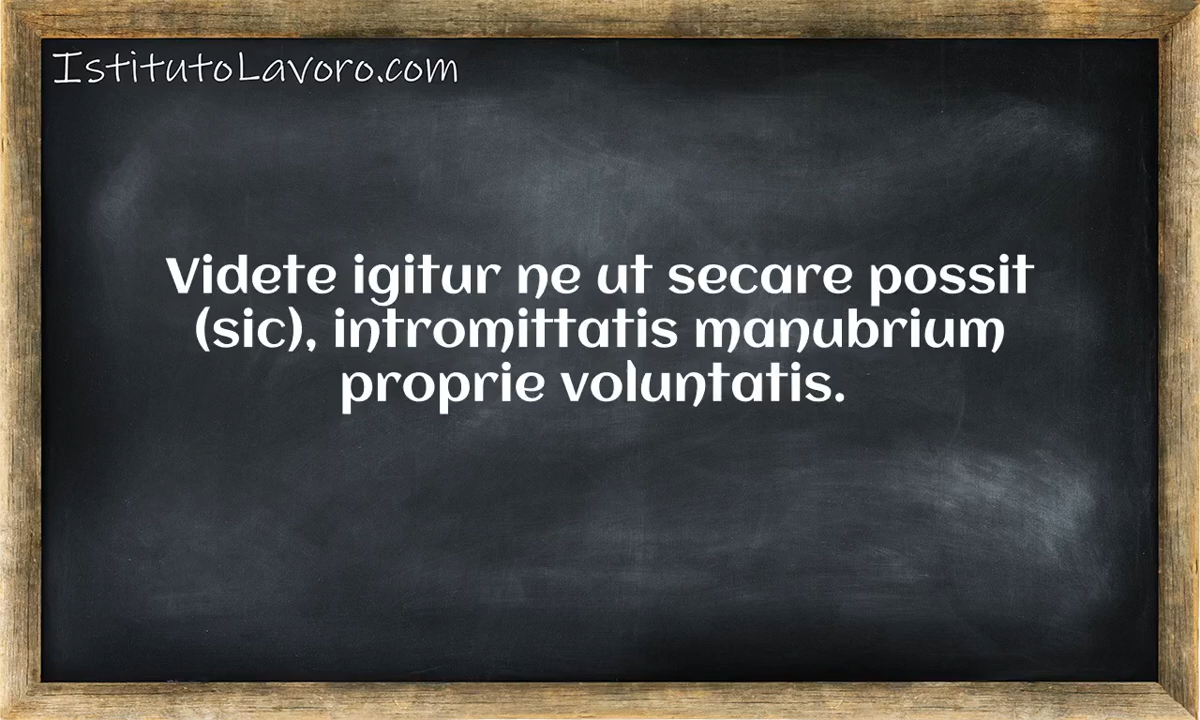 IstitutoLavoro.com
Videte igitur ne ut secare possit
(sic), intromittatis manubrium
proprie voluntatis.